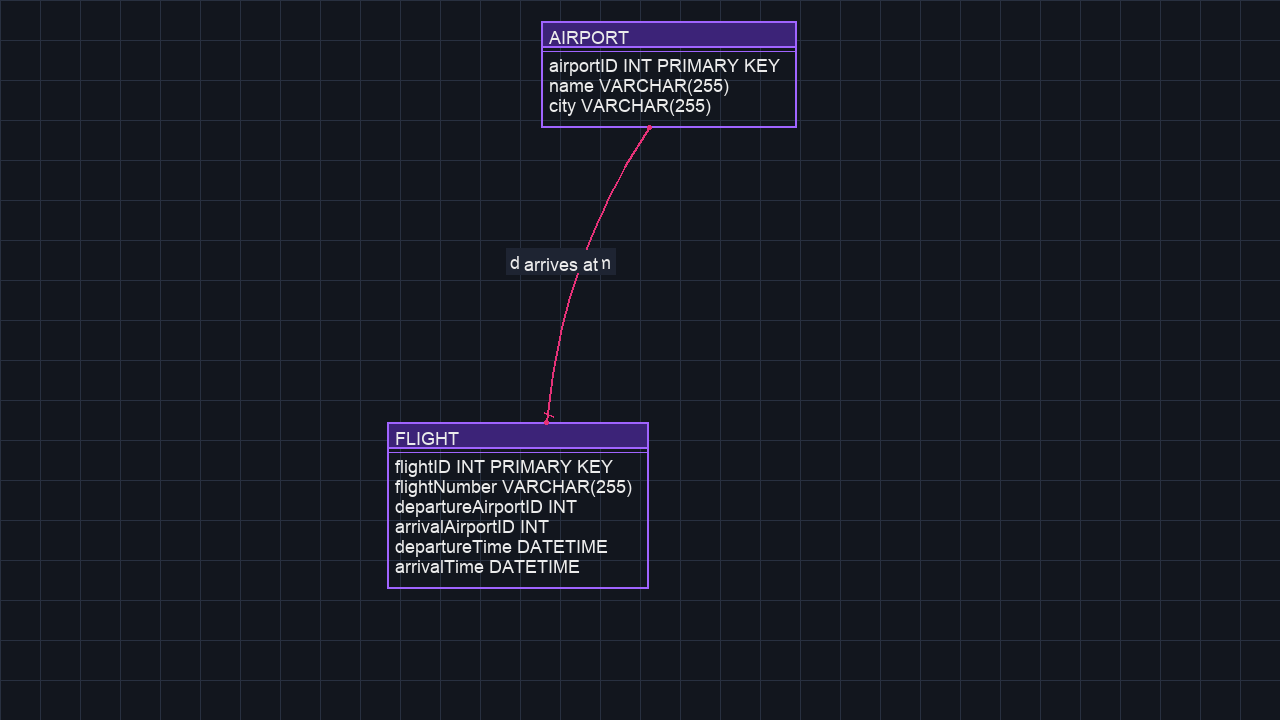 AIRPORT
airportID INT PRIMARY KEY
name VARCHAR(255)
city VARCHAR(255)
arrives at
FLIGHT
flightID INT PRIMARY KEY
flightNumber VARCHAR(255)
departureAirportID INT
arrivalAirportID INT
departureTime DATETIME
arrivalTime DATETIME